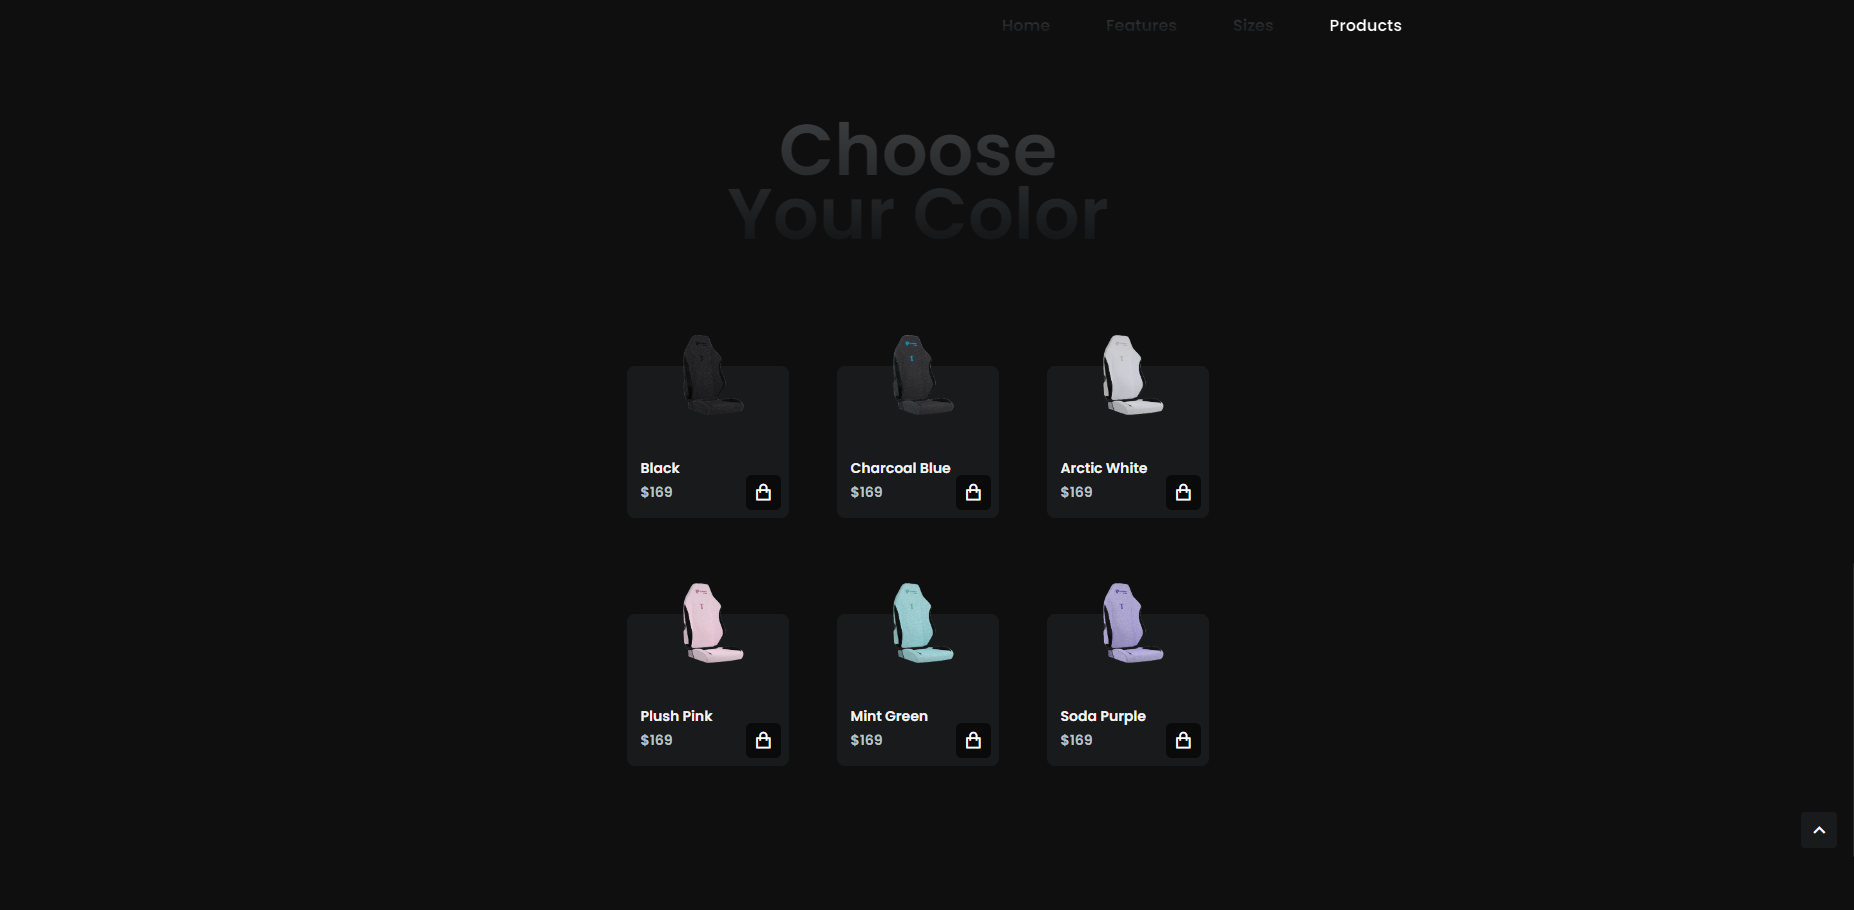 Home Features Sizes Products
Choose
Your Color
Black
$169
Charcoal Blue
$169
Arctic White
$169
Plush Pink
$169
Mint Green
$169
Soda Purple
$169